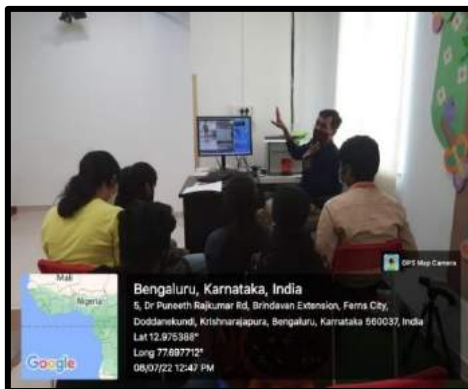 Mali
Nigeria
Google
GPS Map Camera
Bengaluru, Karnataka, India
5, Dr Puneeth Rajkumar Rd, Brindavan Extension, Ferns City,
Doddanekundi, Krishnarajapura, Bengaluru, Karnataka 560037, India
Lat 12.975388°
Long 77.697712°
08/07/22 12:47 PM